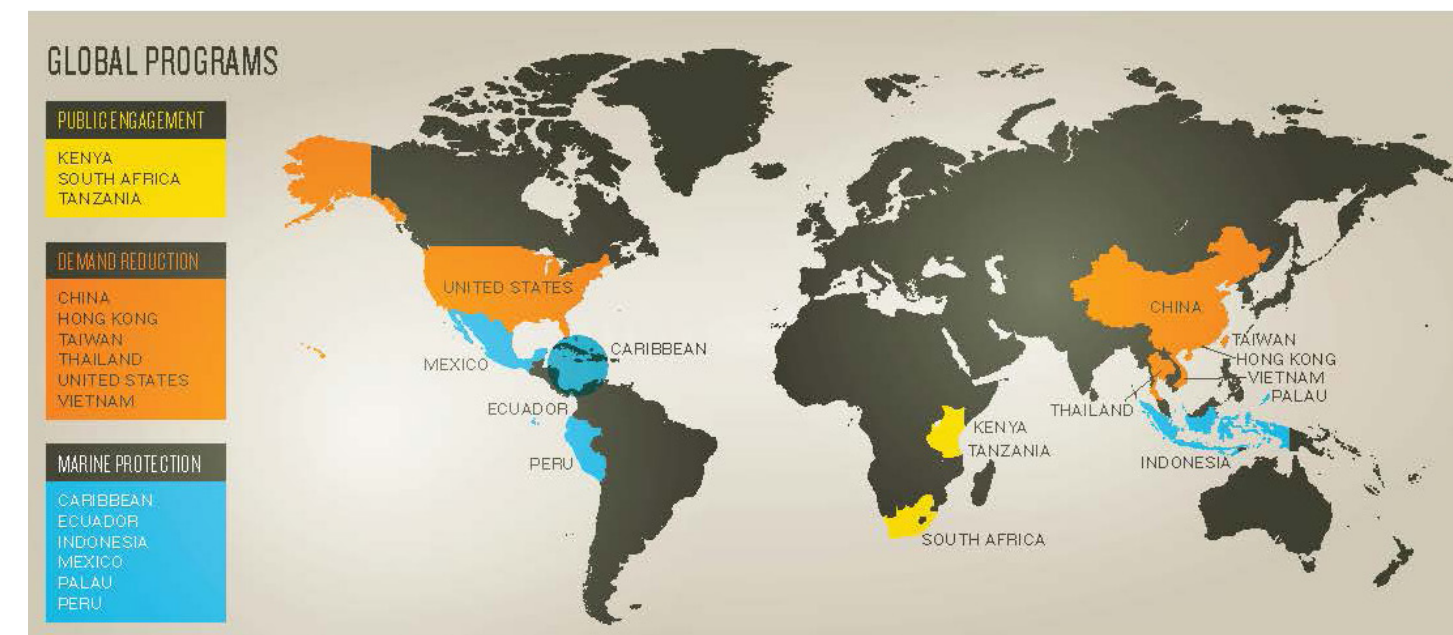 GLOBAL PROGRAMS
PUBLIC ENGAGEMENT
KENYA
SOUTH AFRICA
TANZANIA
DEMAND REDUCTION
CHINA
HONG KONG
TAIWAN
THAILAND
UNITED STATES
VIETNAM
MARINE PROTECTION
CARIBBEAN
ECUADOR
INDONESIA
MEXICO
PALAU
PERU
UNITED STATES
MEXICO
CARIBBEAN
ECUADOR
PERU
KENYA
TANZANIA
SOUTH AFRICA
CHINA
TAIWAN
HONG KONG
VIETNAM
PALAU
THAILAND
INDONESIA